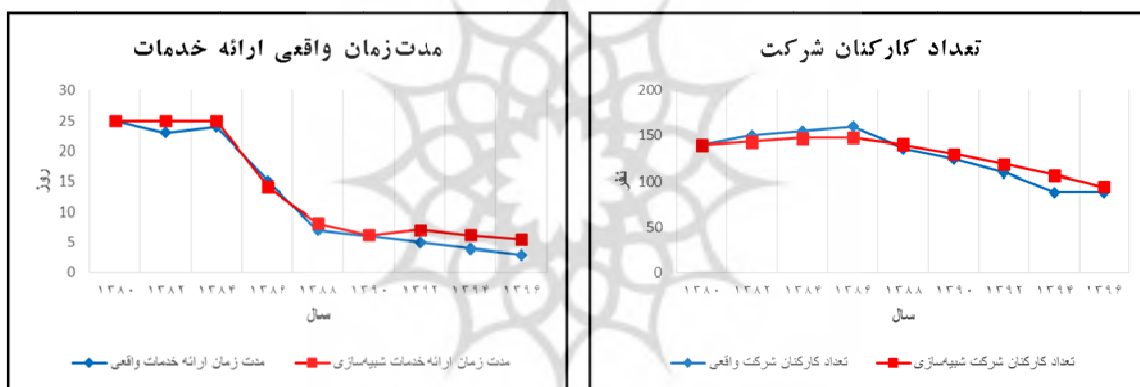 تعداد کارکنان شرکت
200
150
100
50
0
نفر
۱۳۸۰ ۱۳۸۲ ۱۳۸۴ ۱۳۸۶ ۱۳۸۸ ۱۳۹۰ ۱۳۹۲ ۱۳۹۴ ۱۳۹۶
سال
تعداد کارکنان شرکت واقعی
تعداد کارکنان شرکت شبیه‌سازی
مدت‌زمان واقعی ارائه خدمات
30
25
20
15
10
5
0
روز
۱۳۸۰ ۱۳۸۲ ۱۳۸۴ ۱۳۸۶ ۱۳۸۸ ۱۳۹۰ ۱۳۹۲ ۱۳۹۴ ۱۳۹۶
سال
مدت زمان ارائه خدمات واقعی
مدت زمان ارائه خدمات شبیه‌سازی